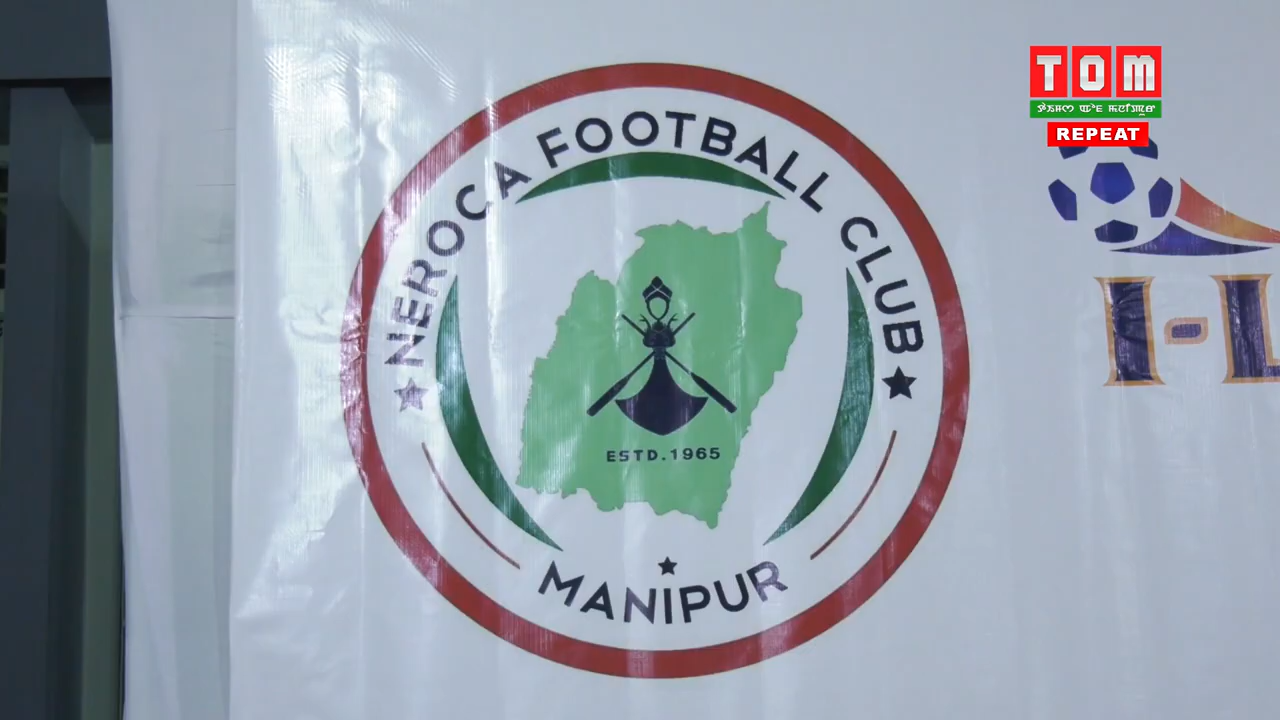 NEROCA FOOTBALL CLUB
ESTD.1965
MANIPUR
TOM
REPEAT
I-L